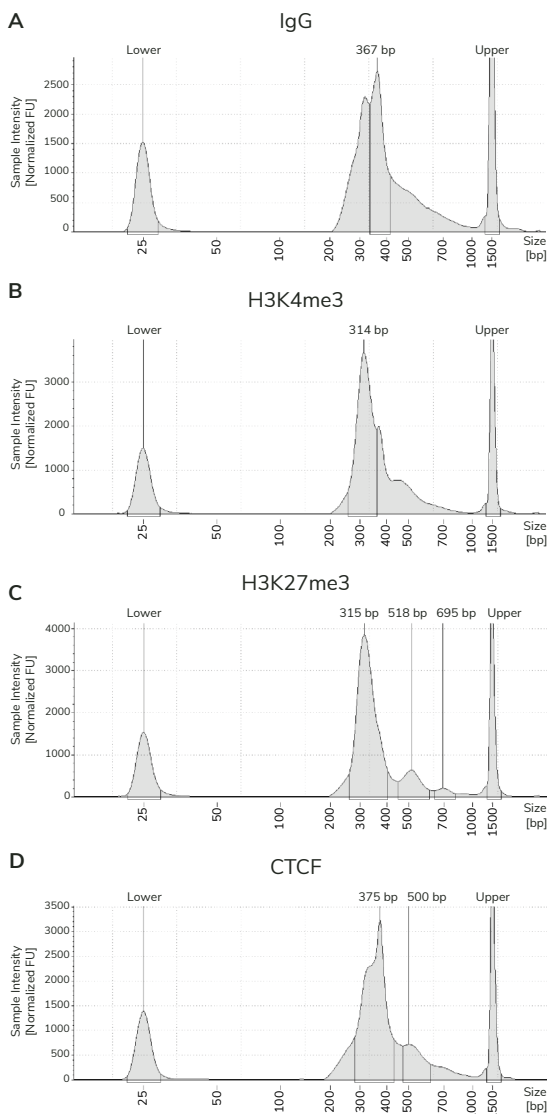 A
IgG
Lower 367 bp Upper
Sample Intensity
[Normalized FU]
2500
2000
1500
1000
500
0
25 50 100 200 300 400 500 700 1000 1500
Size
[bp]
B
H3K4me3
Lower 314 bp Upper
Sample Intensity
[Normalized FU]
3000
2000
1000
0
25 50 100 200 300 400 500 700 1000 1500
Size
[bp]
C
H3K27me3
Lower 315 bp 518 bp 695 bp Upper
Sample Intensity
[Normalized FU]
4000
3000
2000
1000
0
25 50 100 200 300 400 500 700 1000 1500
Size
[bp]
D
CTCF
Lower 375 bp 500 bp Upper
Sample Intensity
[Normalized FU]
3500
3000
2500
2000
1500
1000
500
0
25 50 100 200 300 400 500 700 1000 1500
Size
[bp]